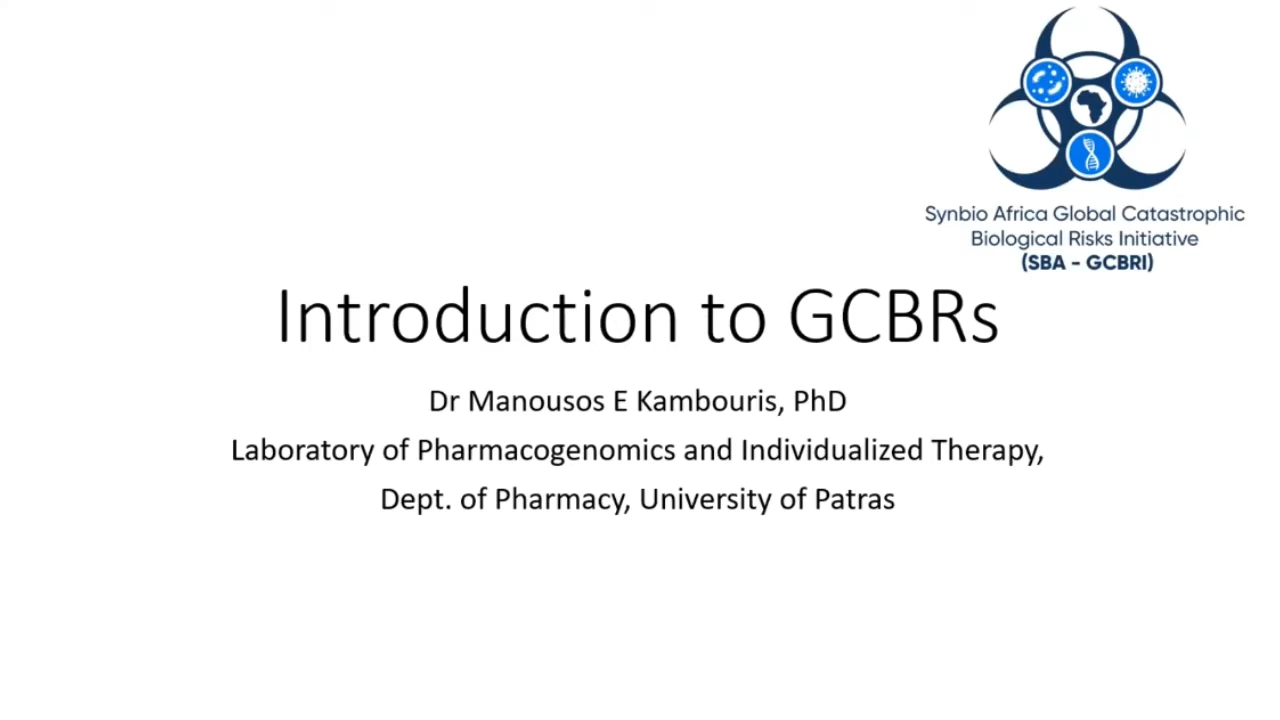 Synbio Africa Global Catastrophic
Biological Risks Initiative
(SBA - GCBRI)
Introduction to GCBRs
Dr Manousos E Kambouris, PhD
Laboratory of Pharmacogenomics and Individualized Therapy,
Dept. of Pharmacy, University of Patras